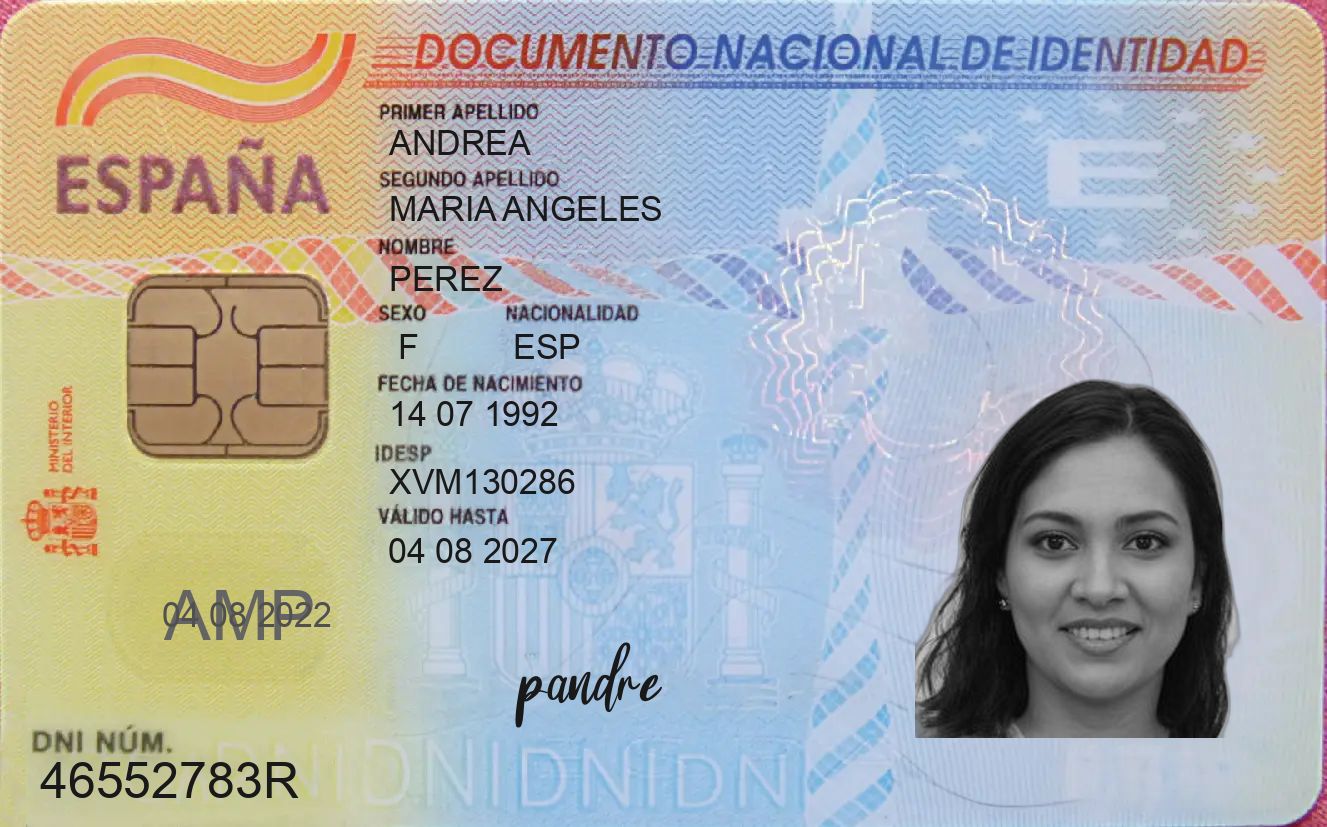 DOCUMENTO NACIONAL DE IDENTIDAD
ESPAÑA
PRIMER APELLIDO
ANDREA
SEGUNDO APELLIDO
MARIA ANGELES
NOMBRE
PEREZ
SEXO NACIONALIDAD
F ESP
FECHA DE NACIMIENTO
14 07 1992
IDESP
XVM130286
VÁLIDO HASTA
04 08 2027
MINISTERIO
DEL INTERIOR
E
AMP
04 08 2022
pandre
DNI NÚM.
46552783R
DNIDNIDNIDNI